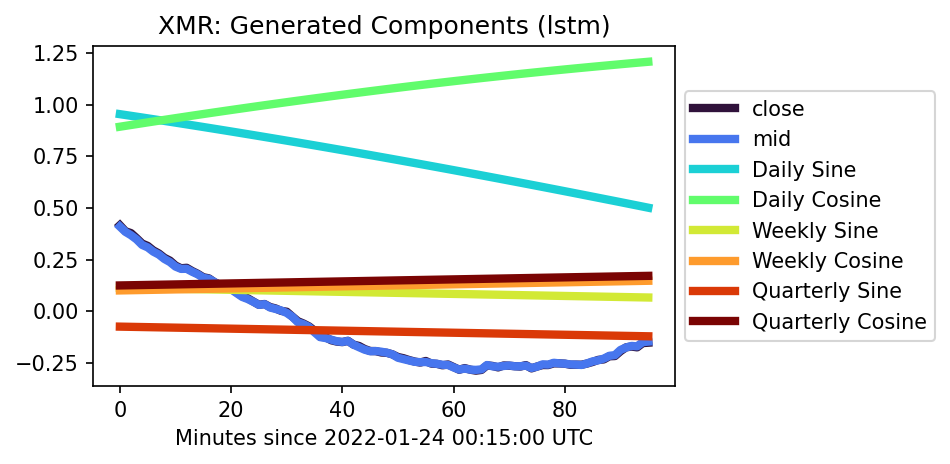 XMR: Generated Components (lstm)
1.25
1.00
0.75
0.50
0.25
0.00
−0.25
0 20 40 60 80
Minutes since 2022-01-24 00:15:00 UTC
close
mid
Daily Sine
Daily Cosine
Weekly Sine
Weekly Cosine
Quarterly Sine
Quarterly Cosine